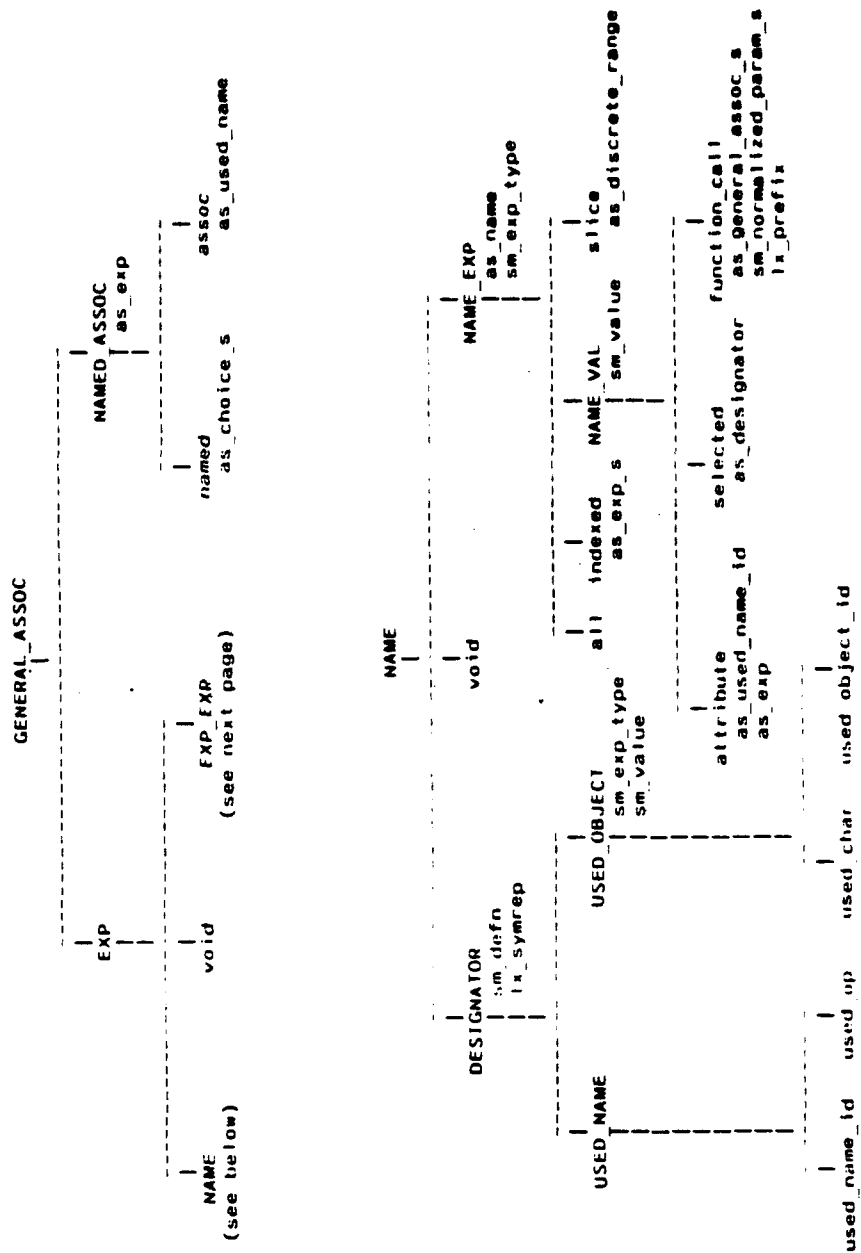 GENERAL_ASSOC
EXP
NAMED_ASSOC
as_exp
NAME
(see below)
void
EXP_EXP
(see next page)
named
as_choice_s
assoc
as_used_name
NAME
DESIGNATOR
sm_defn
lx_symrep
void
NAME_EXP
as_name
sm_exp_type
USED_NAME
USED_OBJECT
sm_exp_type
sm_value
all
indexed
as_exp_s
NAME_VAL
sm_value
slice
as_discrete_range
attribute
as_used_name_id
as_exp
selected
as_designator
function_call
as_general_assoc_s
sm_normalized_param_s
lx_prefix
used_name_id
used_op
used_char
used_object_id